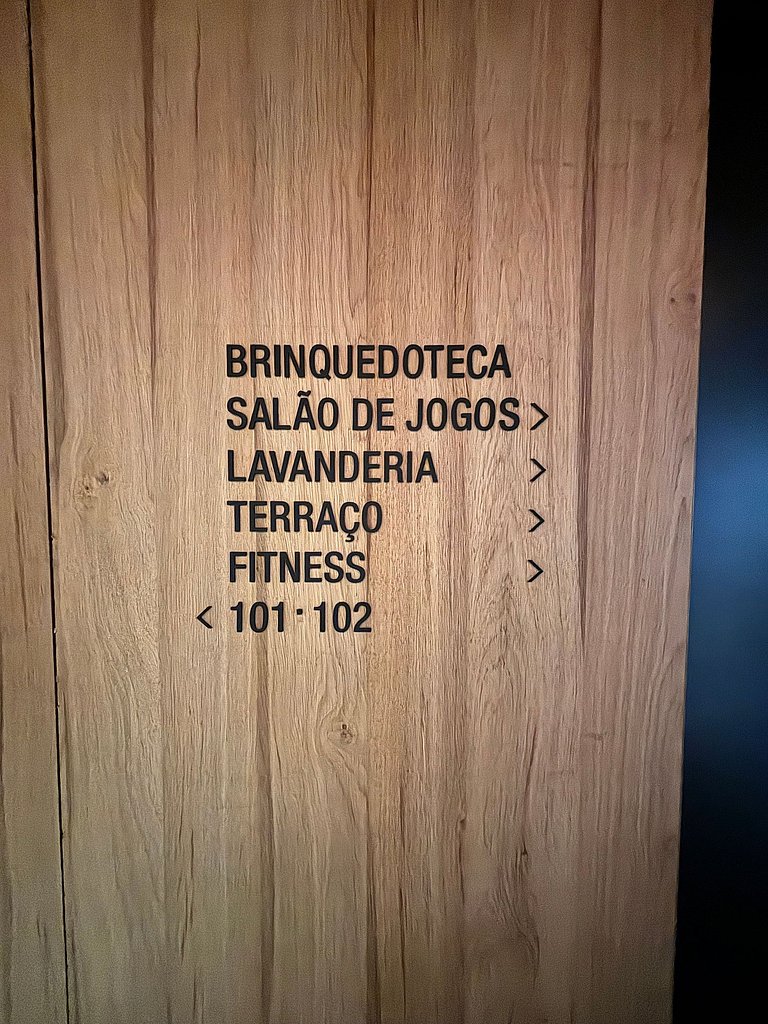 BRINQUEDOTECA
SALÃO DE JOGOS >
LAVANDERIA >
TERRAÇO >
FITNESS >
< 101 · 102